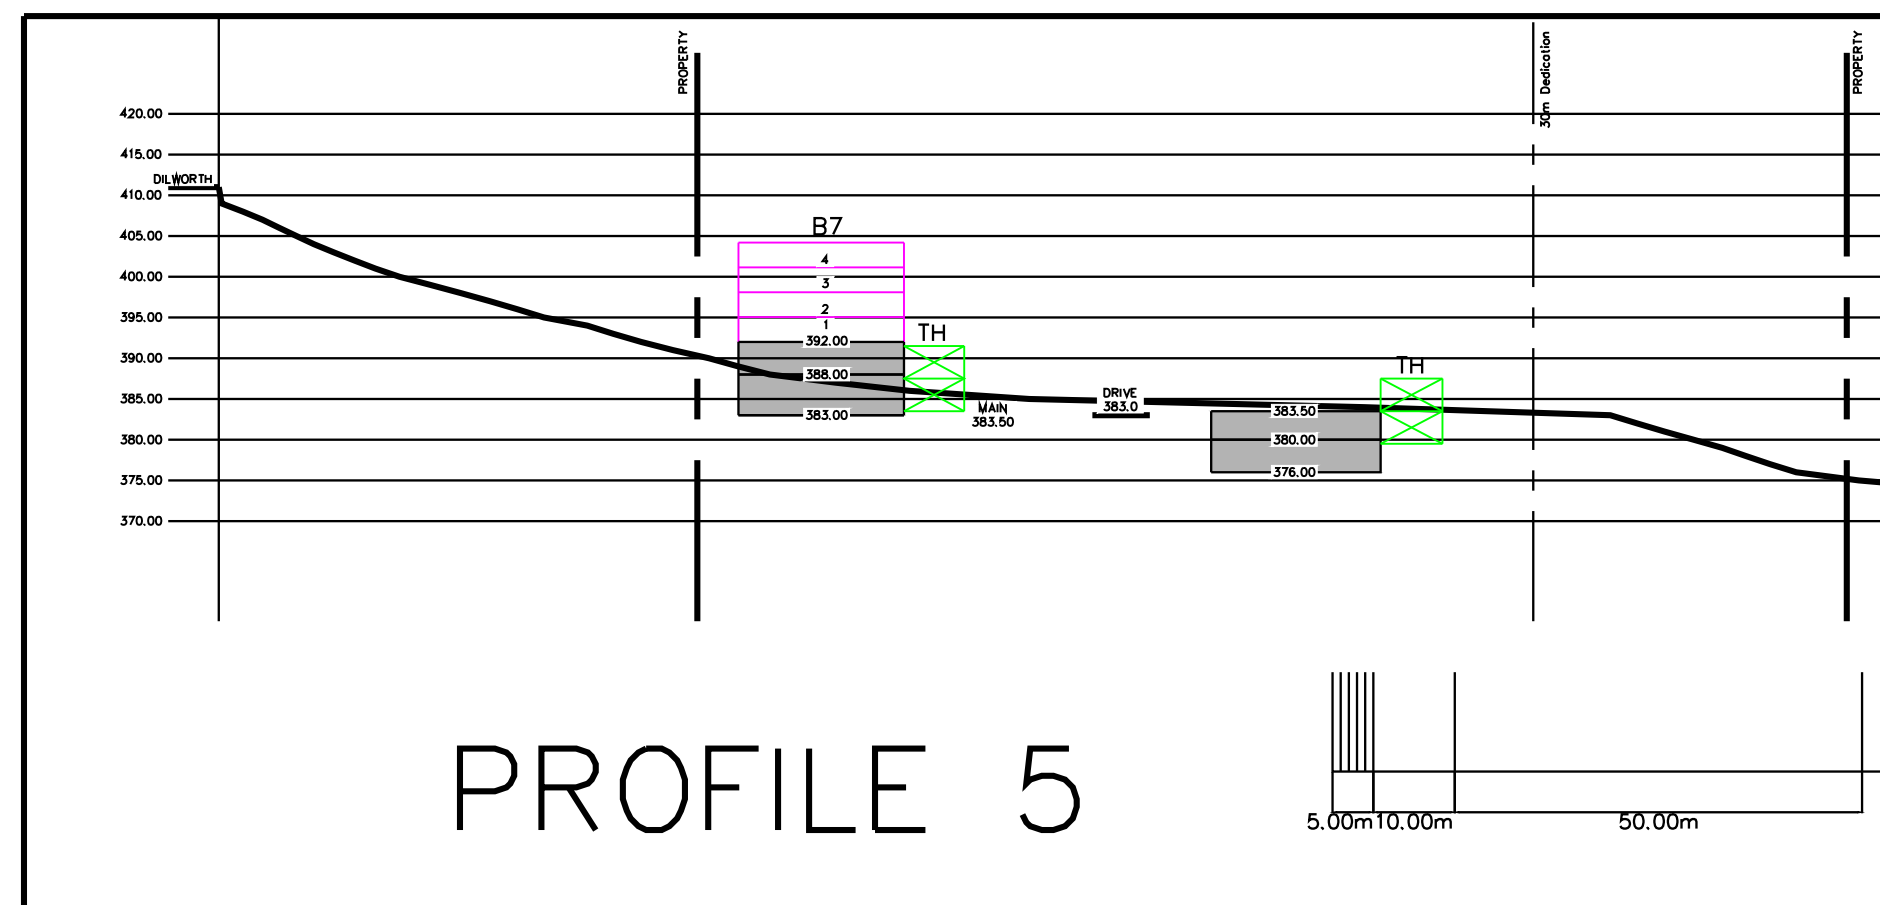 PROPERTY
30m Dedication
PROPERTY
420.00
415.00
DILWORTH
410.00
405.00
400.00
395.00
390.00
385.00
380.00
375.00
370.00
B7
4
3
2
1
392.00
388.00
383.00
TH
MAIN
383.50
DRIVE
383.0
383.50
380.00
376.00
TH
PROFILE 5
5.00m 10.00m 50.00m